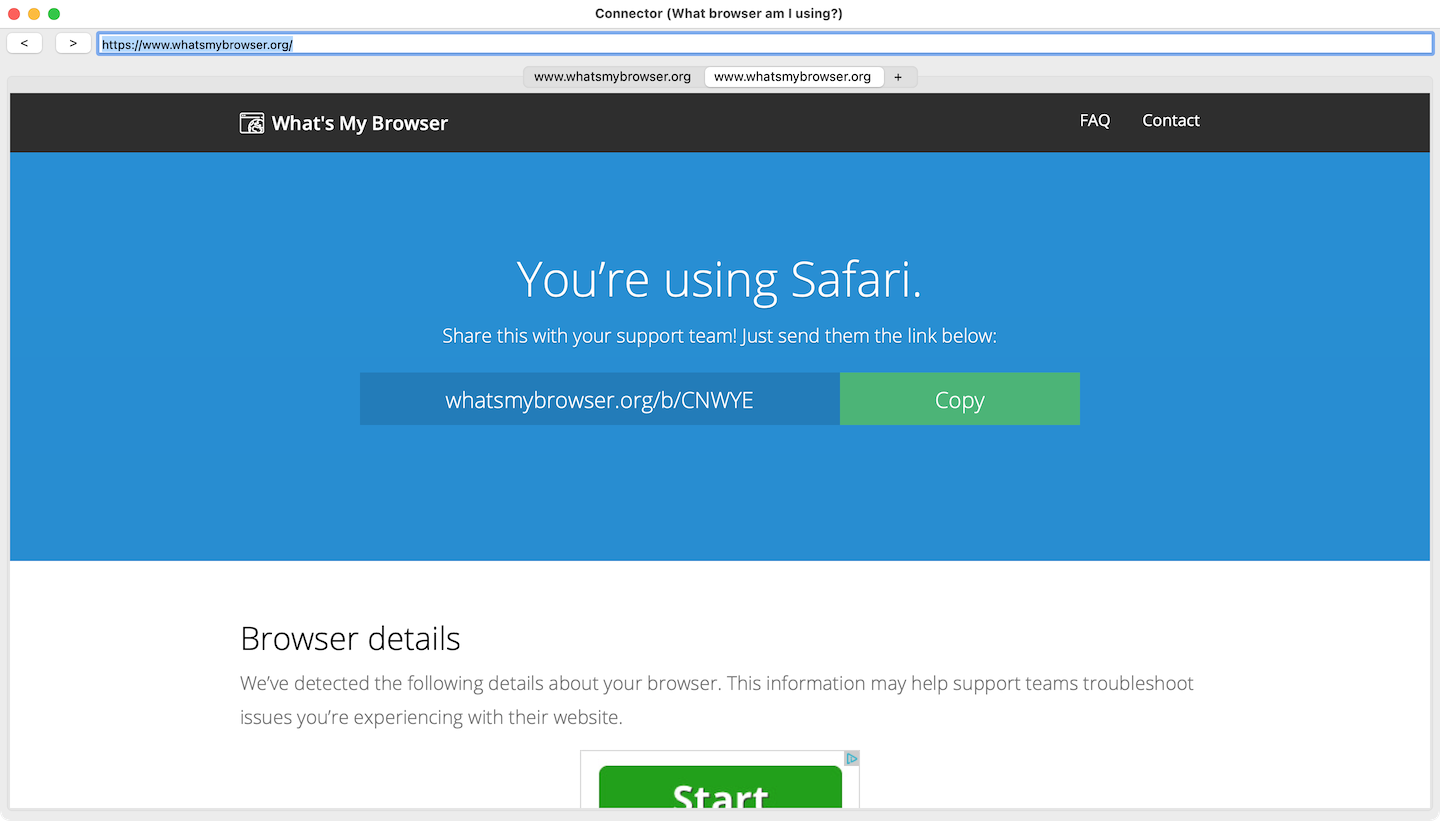 Connector (What browser am I using?)
< > https://www.whatsmybrowser.org/
www.whatsmybrowser.org www.whatsmybrowser.org +
What's My Browser FAQ Contact
You’re using Safari.
Share this with your support team! Just send them the link below:
whatsmybrowser.org/b/CNWYE Copy
Browser details
We’ve detected the following details about your browser. This information may help support teams troubleshoot
issues you’re experiencing with their website.
Start